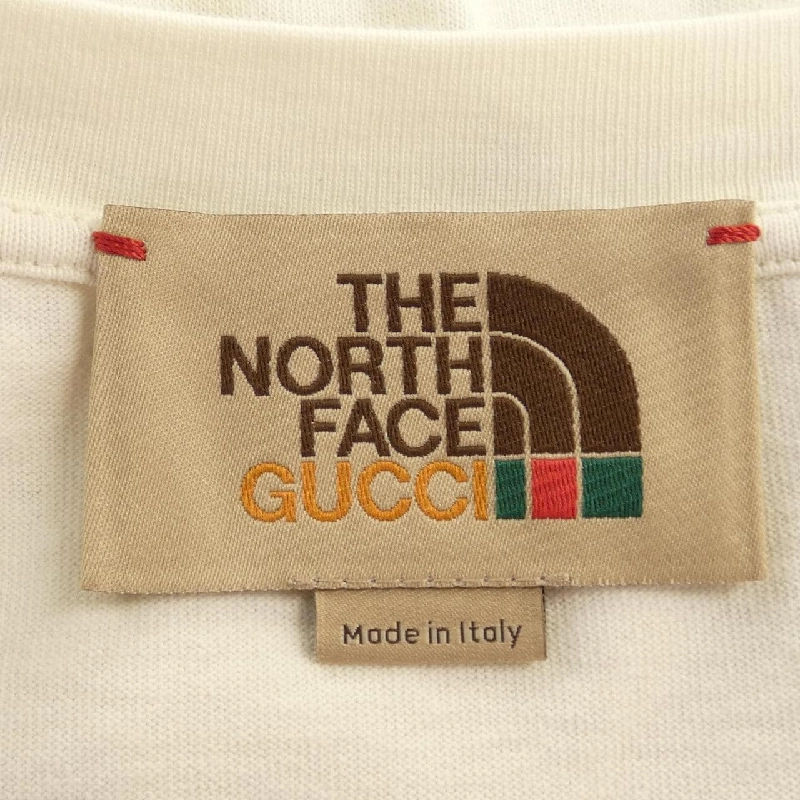 THE
NORTH
FACE
GUCCI
Made in Italy